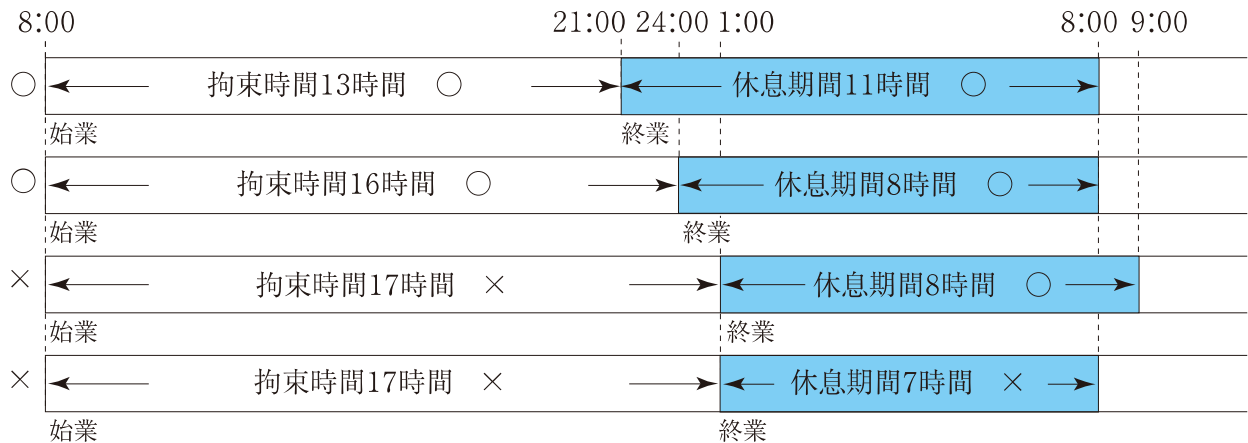 8:00 21:00 24:00 1:00 8:00 9:00
○ 拘束時間13時間 ○ 休息期間11時間 ○
始業 終業
○ 拘束時間16時間 ○ 休息期間8時間 ○
始業 終業
× 拘束時間17時間 × 休息期間8時間 ○
始業 終業
× 拘束時間17時間 × 休息期間7時間 ×
始業 終業